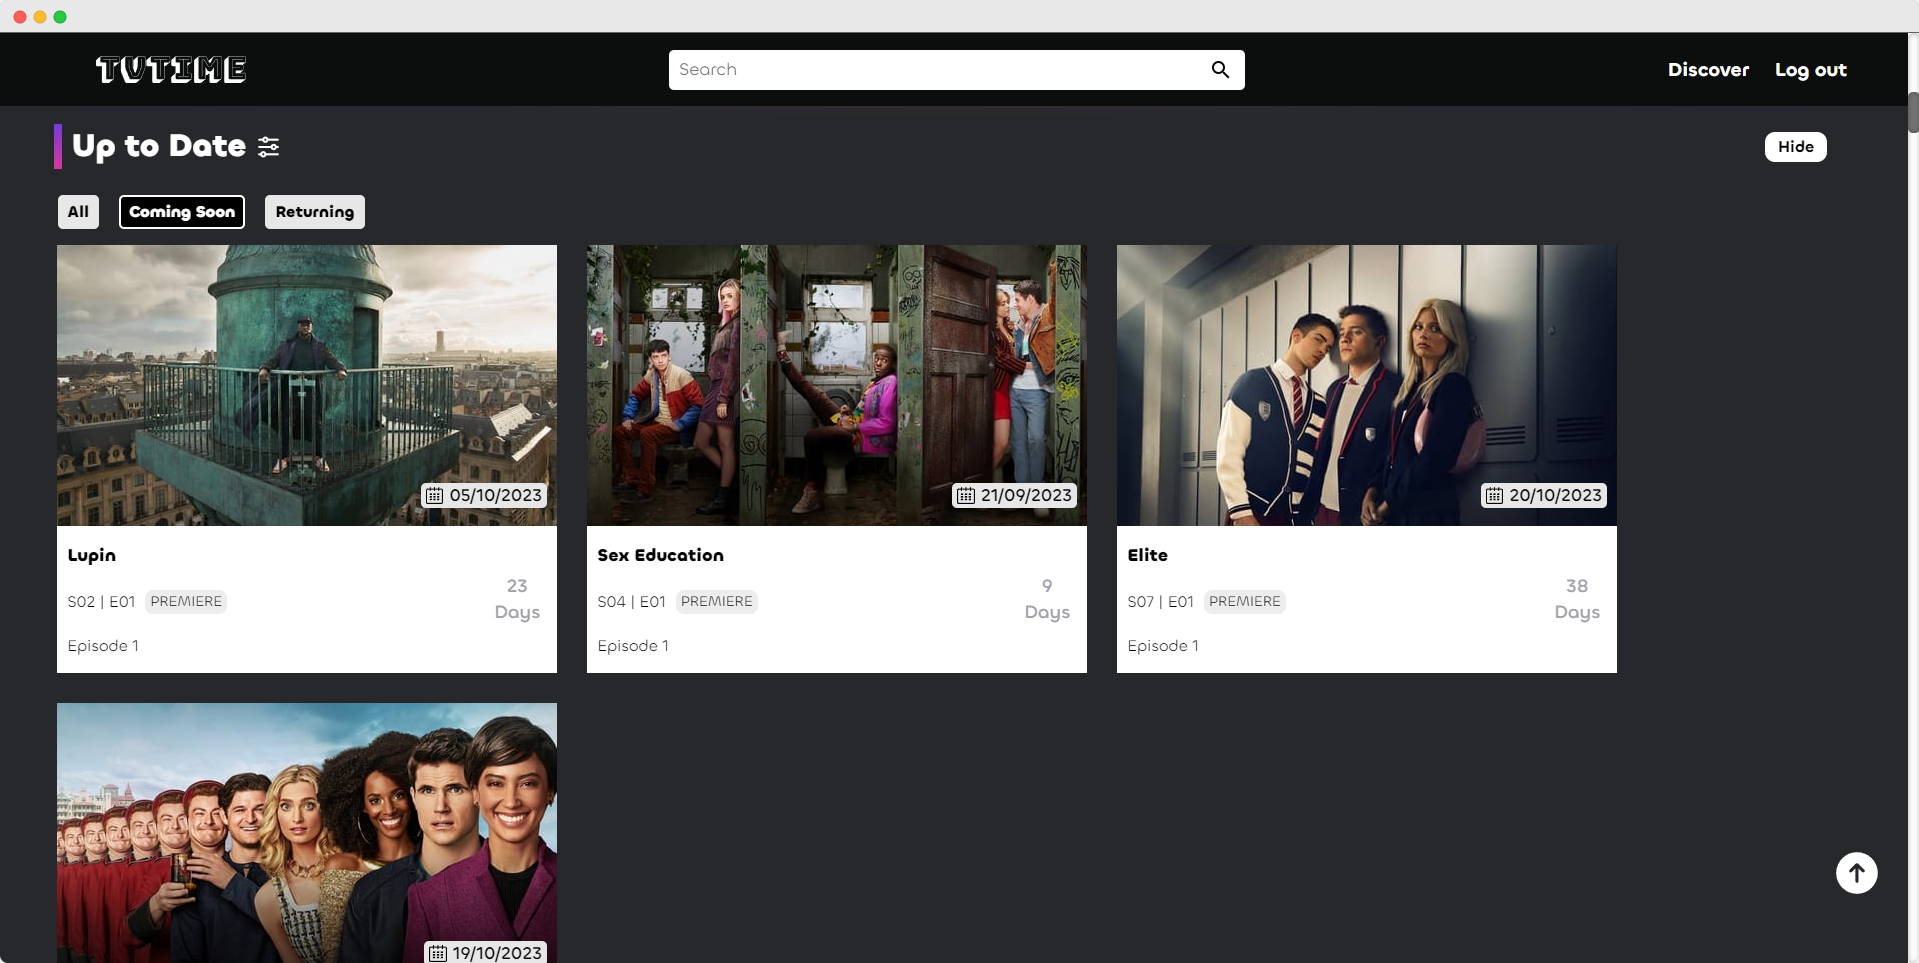 TVTIME
Search
Discover
Log out
Up to Date
Hide
All
Coming Soon
Returning
05/10/2023
21/09/2023
20/10/2023
Lupin
S02 | E01 PREMIERE
23
Days
Episode 1
Sex Education
S04 | E01 PREMIERE
9
Days
Episode 1
Elite
S07 | E01 PREMIERE
38
Days
Episode 1
19/10/2023